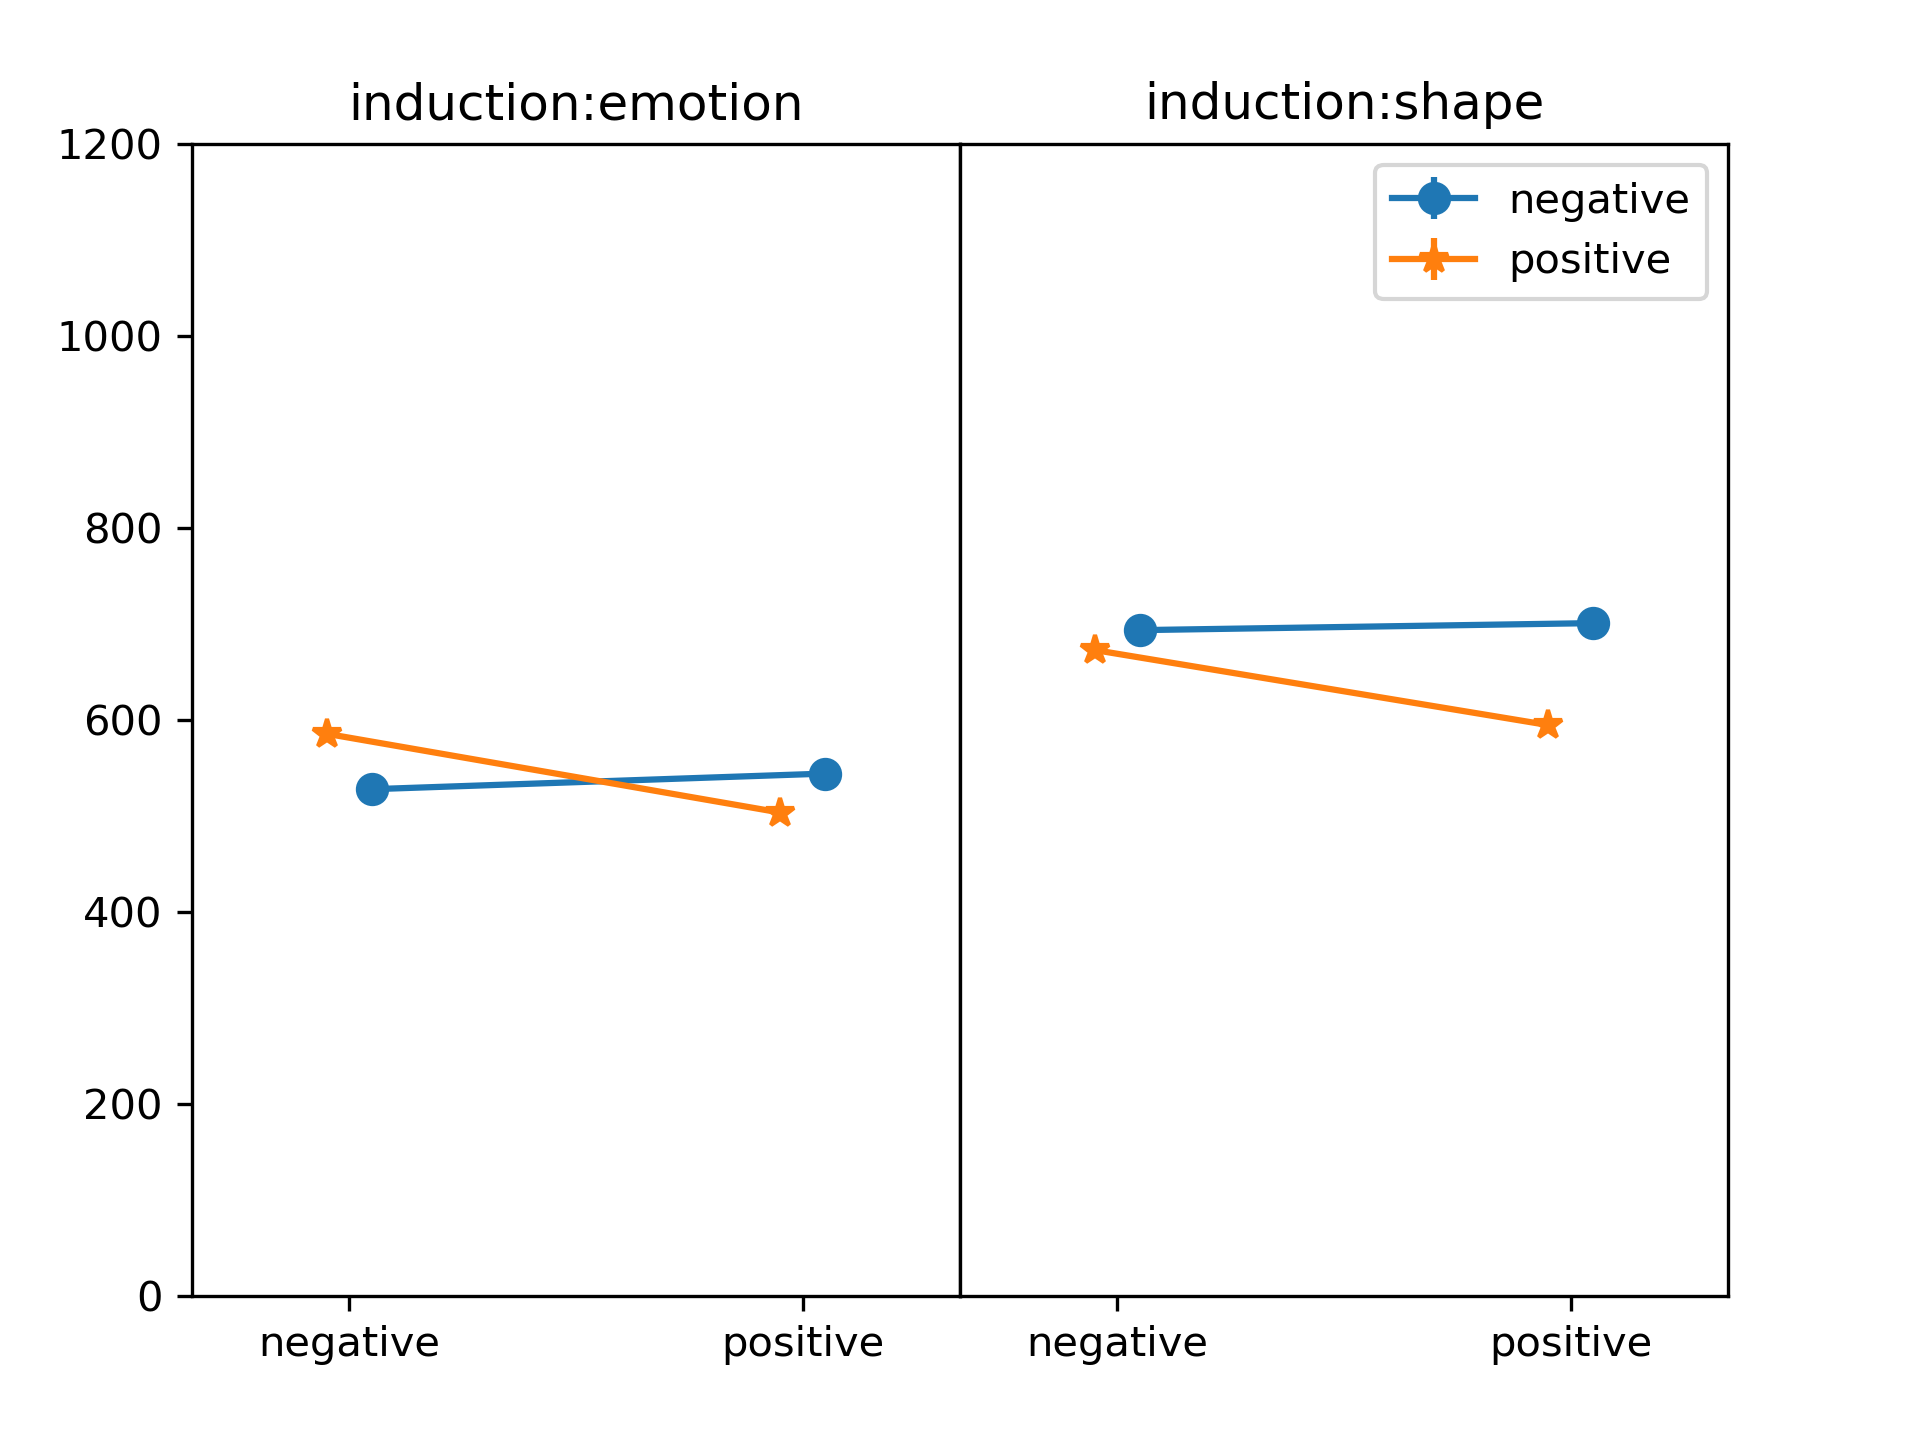 induction:emotion
induction:shape
1200
1000
800
600
400
200
0
negative
positive
negative
positive
negative
positive